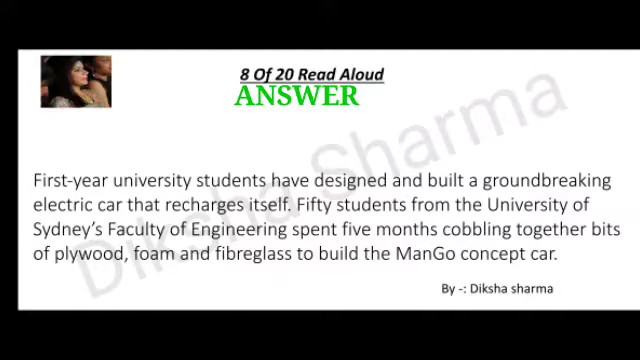 8 Of 20 Read Aloud
ANSWER
First-year university students have designed and built a groundbreaking
electric car that recharges itself. Fifty students from the University of
Sydney’s Faculty of Engineering spent five months cobbling together bits
of plywood, foam and fibreglass to build the ManGo concept car.
By -: Diksha sharma
Diksha Sharma